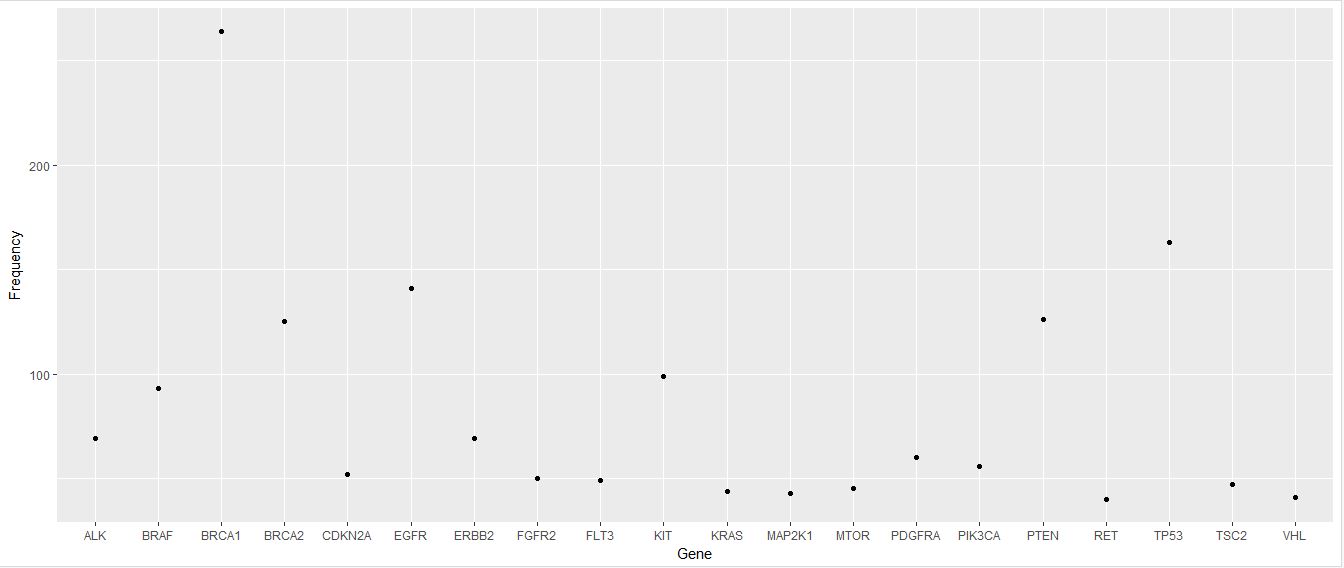 200
100
Frequency
ALK BRAF BRCA1 BRCA2 CDKN2A EGFR ERBB2 FGFR2 FLT3 KIT KRAS MAP2K1 MTOR PDGFRA PIK3CA PTEN RET TP53 TSC2 VHL
Gene